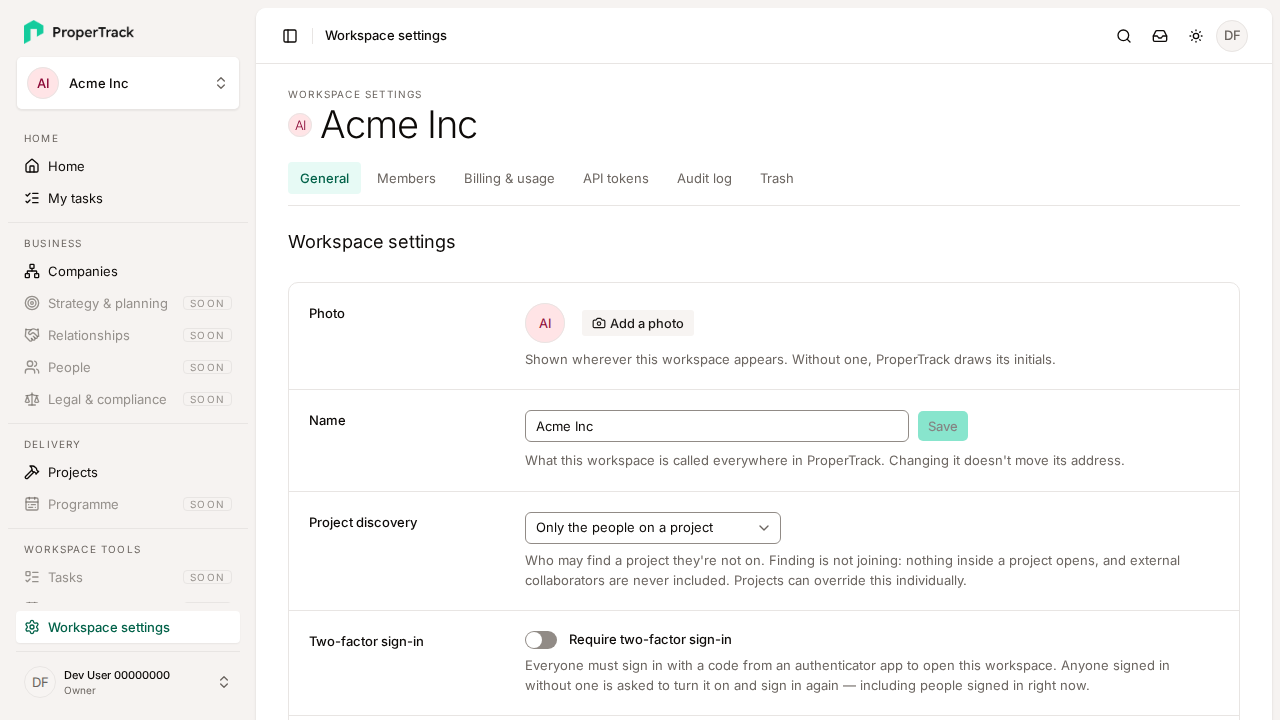 ProperTrack
AI Acme Inc
HOME
Home
My tasks
BUSINESS
Companies
Strategy & planning SOON
Relationships SOON
People SOON
Legal & compliance SOON
DELIVERY
Projects
Programme SOON
WORKSPACE TOOLS
Tasks SOON
Workspace settings
DF Dev User 00000000
Owner
Workspace settings
DF
WORKSPACE SETTINGS
AI Acme Inc
General Members Billing & usage API tokens Audit log Trash
Workspace settings
Photo
AI Add a photo
Shown wherever this workspace appears. Without one, ProperTrack draws its initials.
Name
Acme Inc Save
What this workspace is called everywhere in ProperTrack. Changing it doesn't move its address.
Project discovery
Only the people on a project
Who may find a project they're not on. Finding is not joining: nothing inside a project opens, and external
collaborators are never included. Projects can override this individually.
Two-factor sign-in
Require two-factor sign-in
Everyone must sign in with a code from an authenticator app to open this workspace. Anyone signed in
without one is asked to turn it on and sign in again — including people signed in right now.